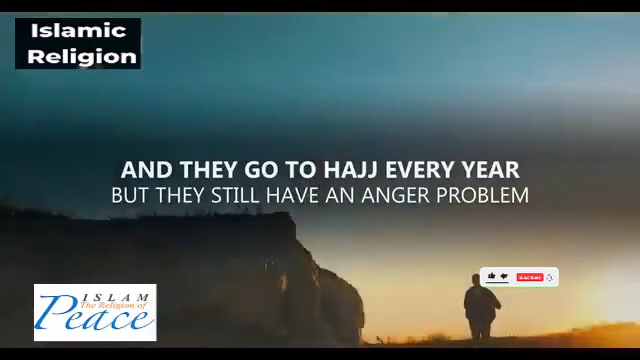 Islamic
Religion
AND THEY GO TO HAJJ EVERY YEAR
BUT THEY STILL HAVE AN ANGER PROBLEM
ISLAM
The Religion of
Peace